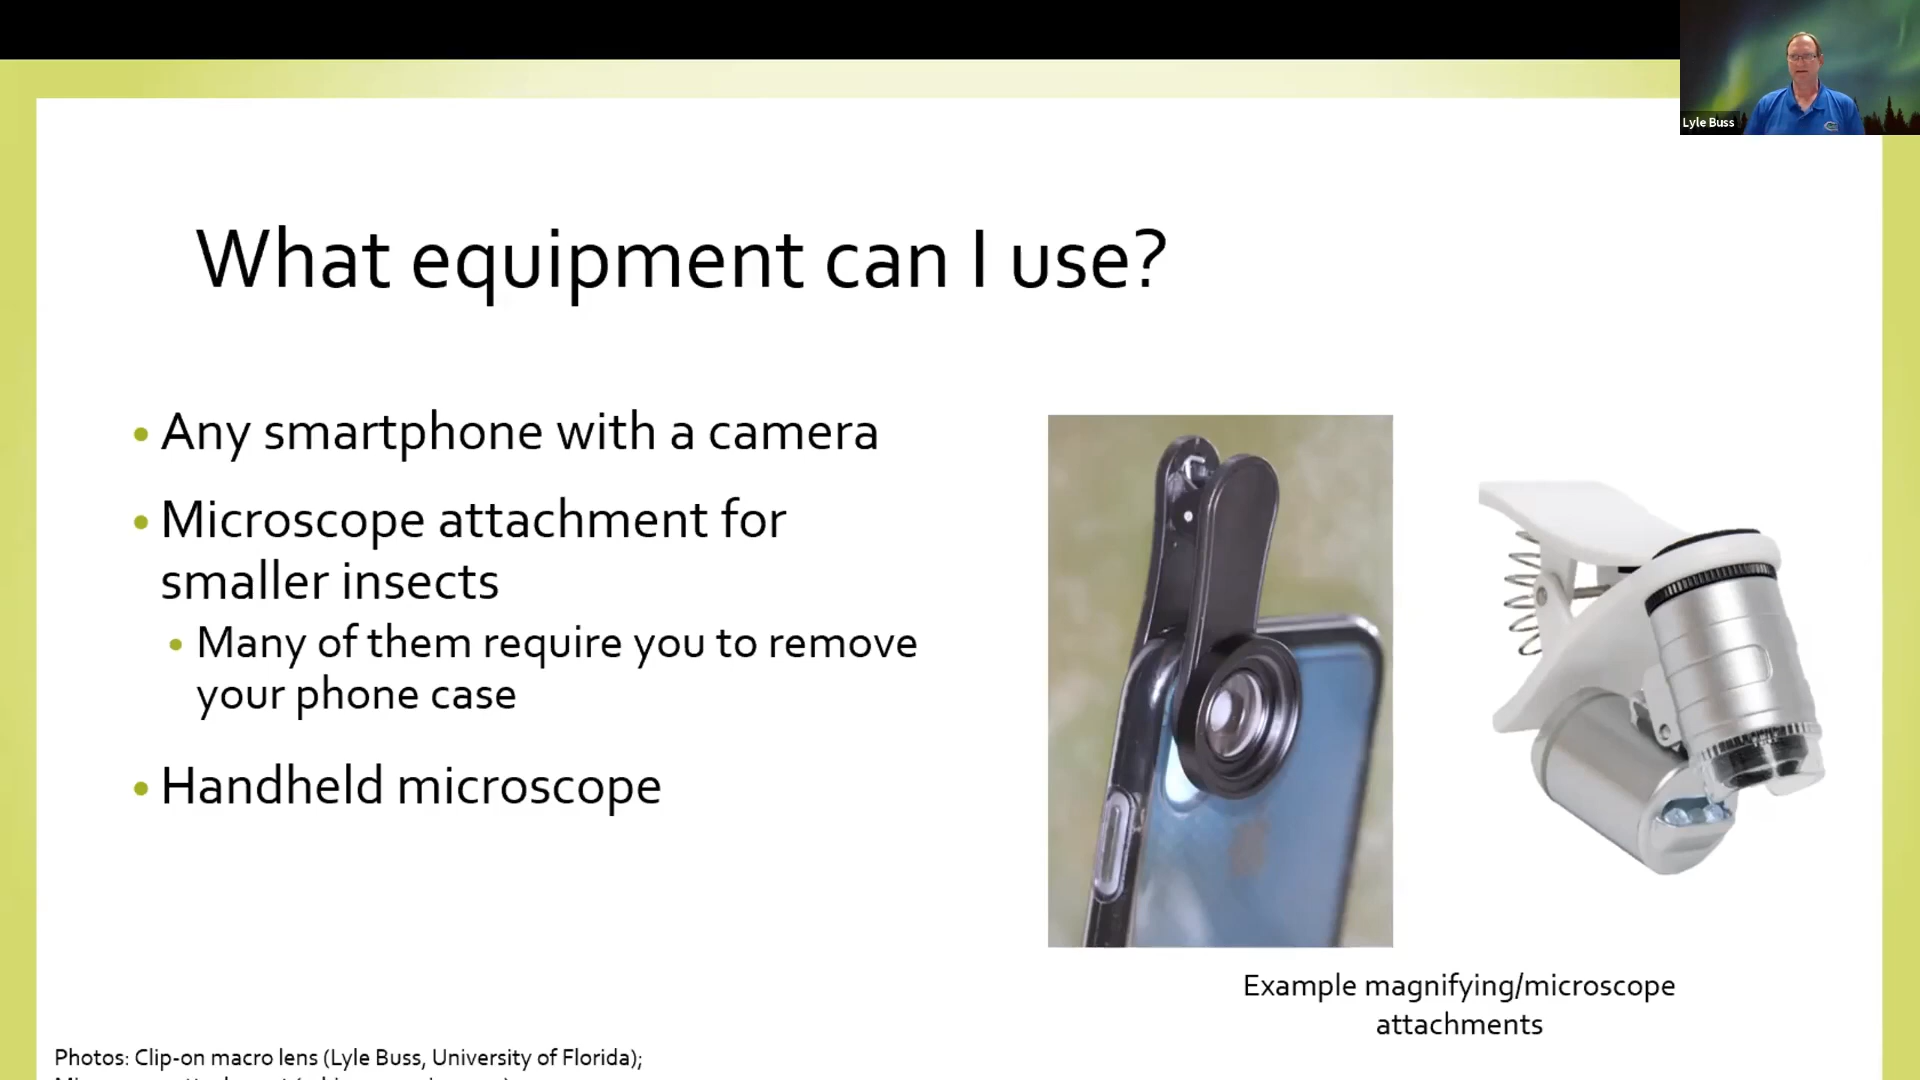 Lyle Buss
What equipment can I use?
• Any smartphone with a camera
• Microscope attachment for
smaller insects
• Many of them require you to remove
your phone case
• Handheld microscope
Example magnifying/microscope
attachments
Photos: Clip-on macro lens (Lyle Buss, University of Florida);